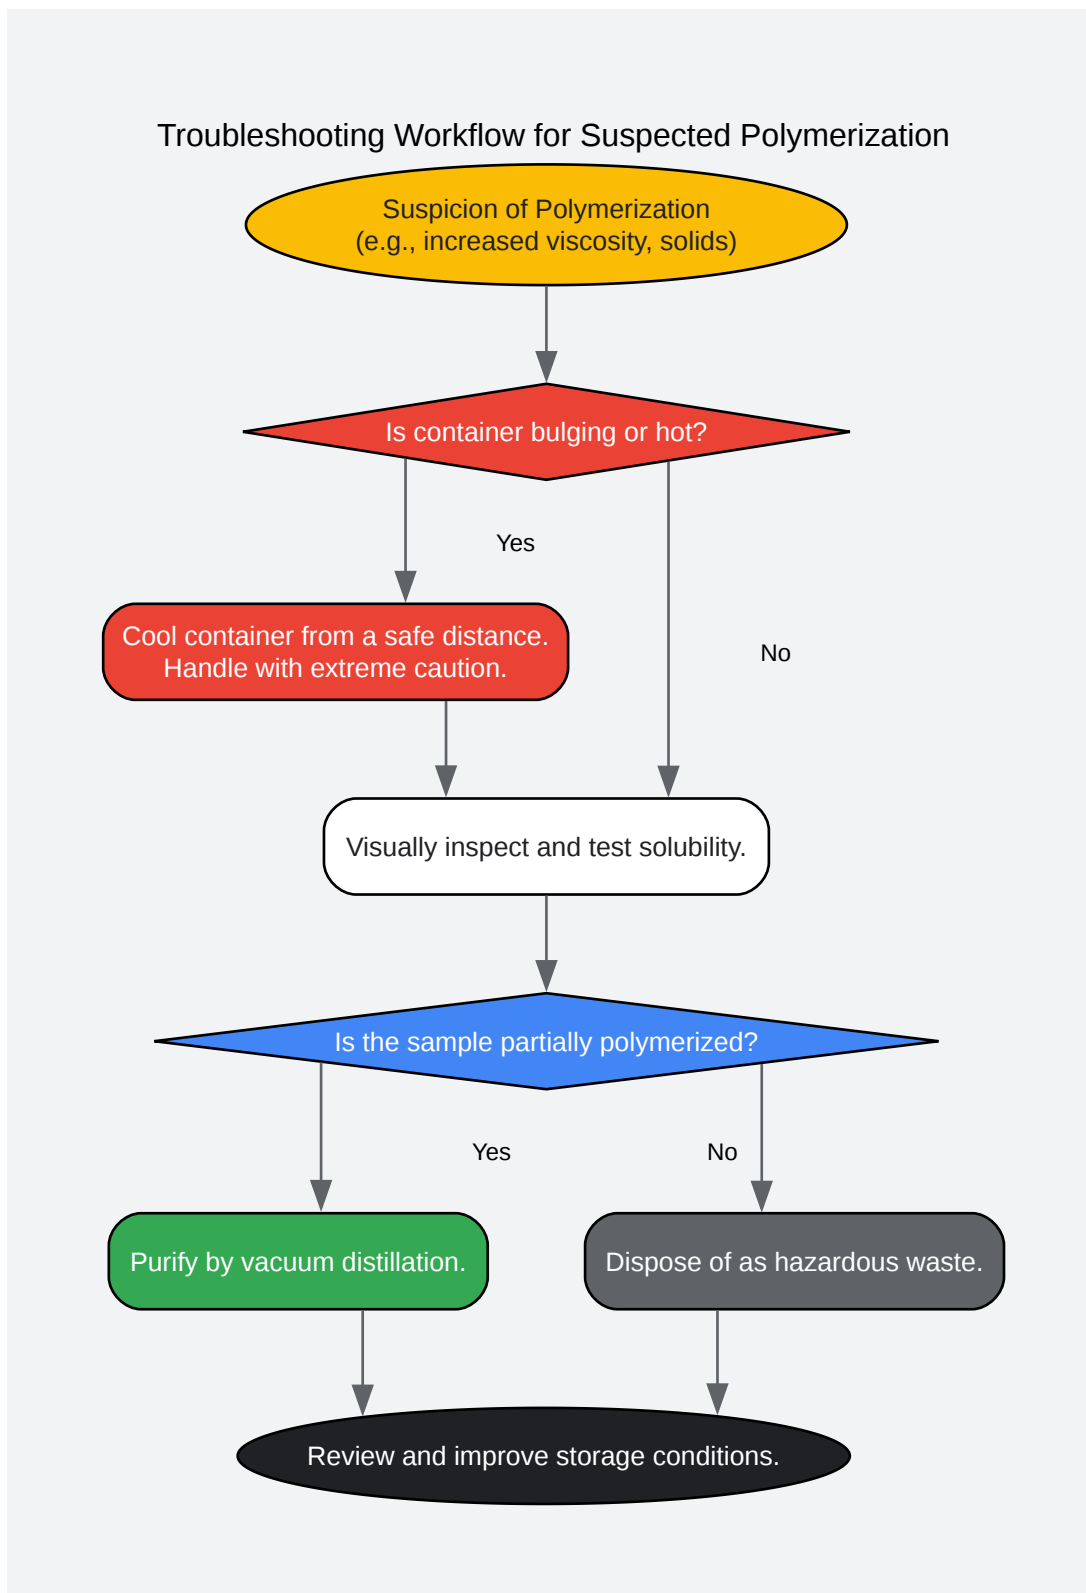 Troubleshooting Workflow for Suspected Polymerization
Suspicion of Polymerization
(e.g., increased viscosity, solids)
Is container bulging or hot?
Yes
Cool container from a safe distance.
Handle with extreme caution.
No
Visually inspect and test solubility.
Is the sample partially polymerized?
Yes
No
Purify by vacuum distillation.
Dispose of as hazardous waste.
Review and improve storage conditions.